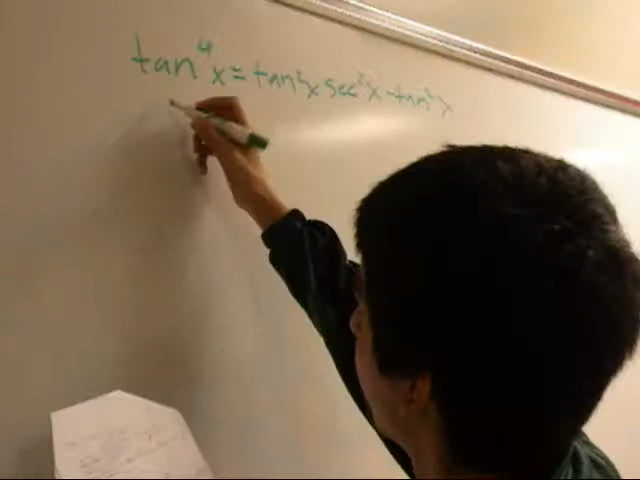 tan⁴x = tan²x sec²x - tan²x